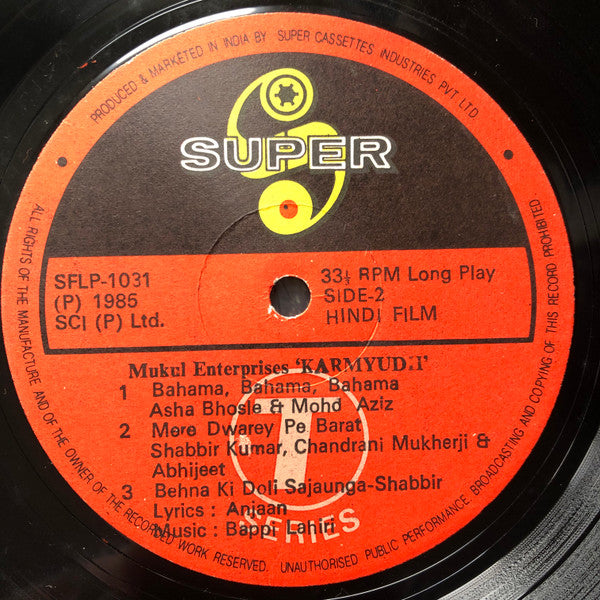 PRODUCED & MARKETED IN INDIA BY SUPER CASSETTES INDUSTRIES PVT LTD.
SUPER
SFLP-1031
(P) 1985
SCI (P) Ltd.
33⅓ RPM Long Play
SIDE-2
HINDI FILM
Mukul Enterprises 'KARMYUDH'
1 Bahama, Bahama, Bahama
Asha Bhosle & Mohd Aziz
2 Mere Dwarey Pe Barat
Shabbir Kumar, Chandrani Mukherji &
Abhijeet
3 Behna Ki Doli Sajaunga-Shabbir
Lyrics : Anjaan
Music : Bappi Lahiri
T
SERIES
ALL RIGHTS OF THE MANUFACTURE AND OF THE OWNER OF THE RECORDED WORK RESERVED. UNAUTHORISED PUBLIC PERFORMANCE BROADCASTING AND COPYING OF THIS RECORD PROHIBITED.